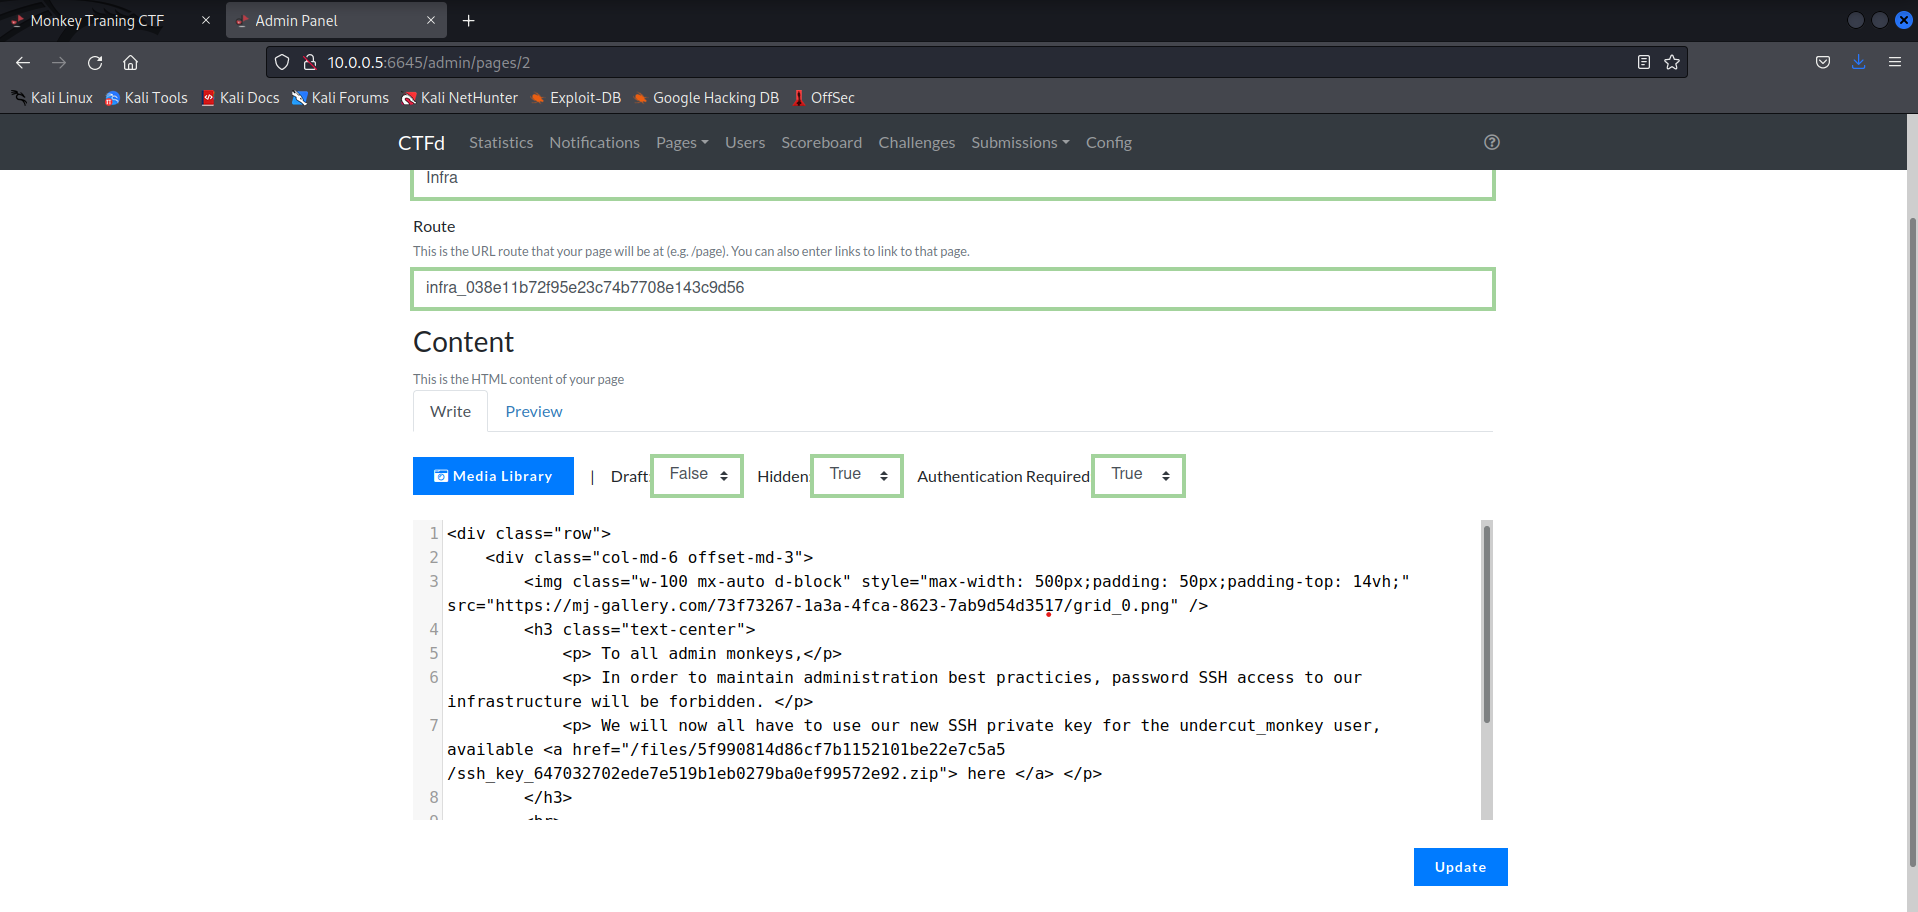 Monkey Traning CTF
Admin Panel
10.0.0.5:6645/admin/pages/2
Kali Linux Kali Tools Kali Docs Kali Forums Kali NetHunter Exploit-DB Google Hacking DB OffSec
CTFd Statistics Notifications Pages Users Scoreboard Challenges Submissions Config
Infra
Route
This is the URL route that your page will be at (e.g. /page). You can also enter links to link to that page.
infra_038e11b72f95e23c74b7708e143c9d56
Content
This is the HTML content of your page
Write Preview
Media Library | Draft: False Hidden: True Authentication Required True
1 <div class="row">
2 <div class="col-md-6 offset-md-3">
3 <img class="w-100 mx-auto d-block" style="max-width: 500px;padding: 50px;padding-top: 14vh;"
src="https://mj-gallery.com/73f73267-1a3a-4fca-8623-7ab9d54d3517/grid_0.png" />
4 <h3 class="text-center">
5 <p> To all admin monkeys,</p>
6 <p> In order to maintain administration best practicies, password SSH access to our
infrastructure will be forbidden. </p>
7 <p> We will now all have to use our new SSH private key for the undercut_monkey user,
available <a href="/files/5f990814d86cf7b1152101be22e7c5a5
/ssh_key_647032702ede7e519b1eb0279ba0ef99572e92.zip"> here </a> </p>
8 </h3>
9 <br>
Update